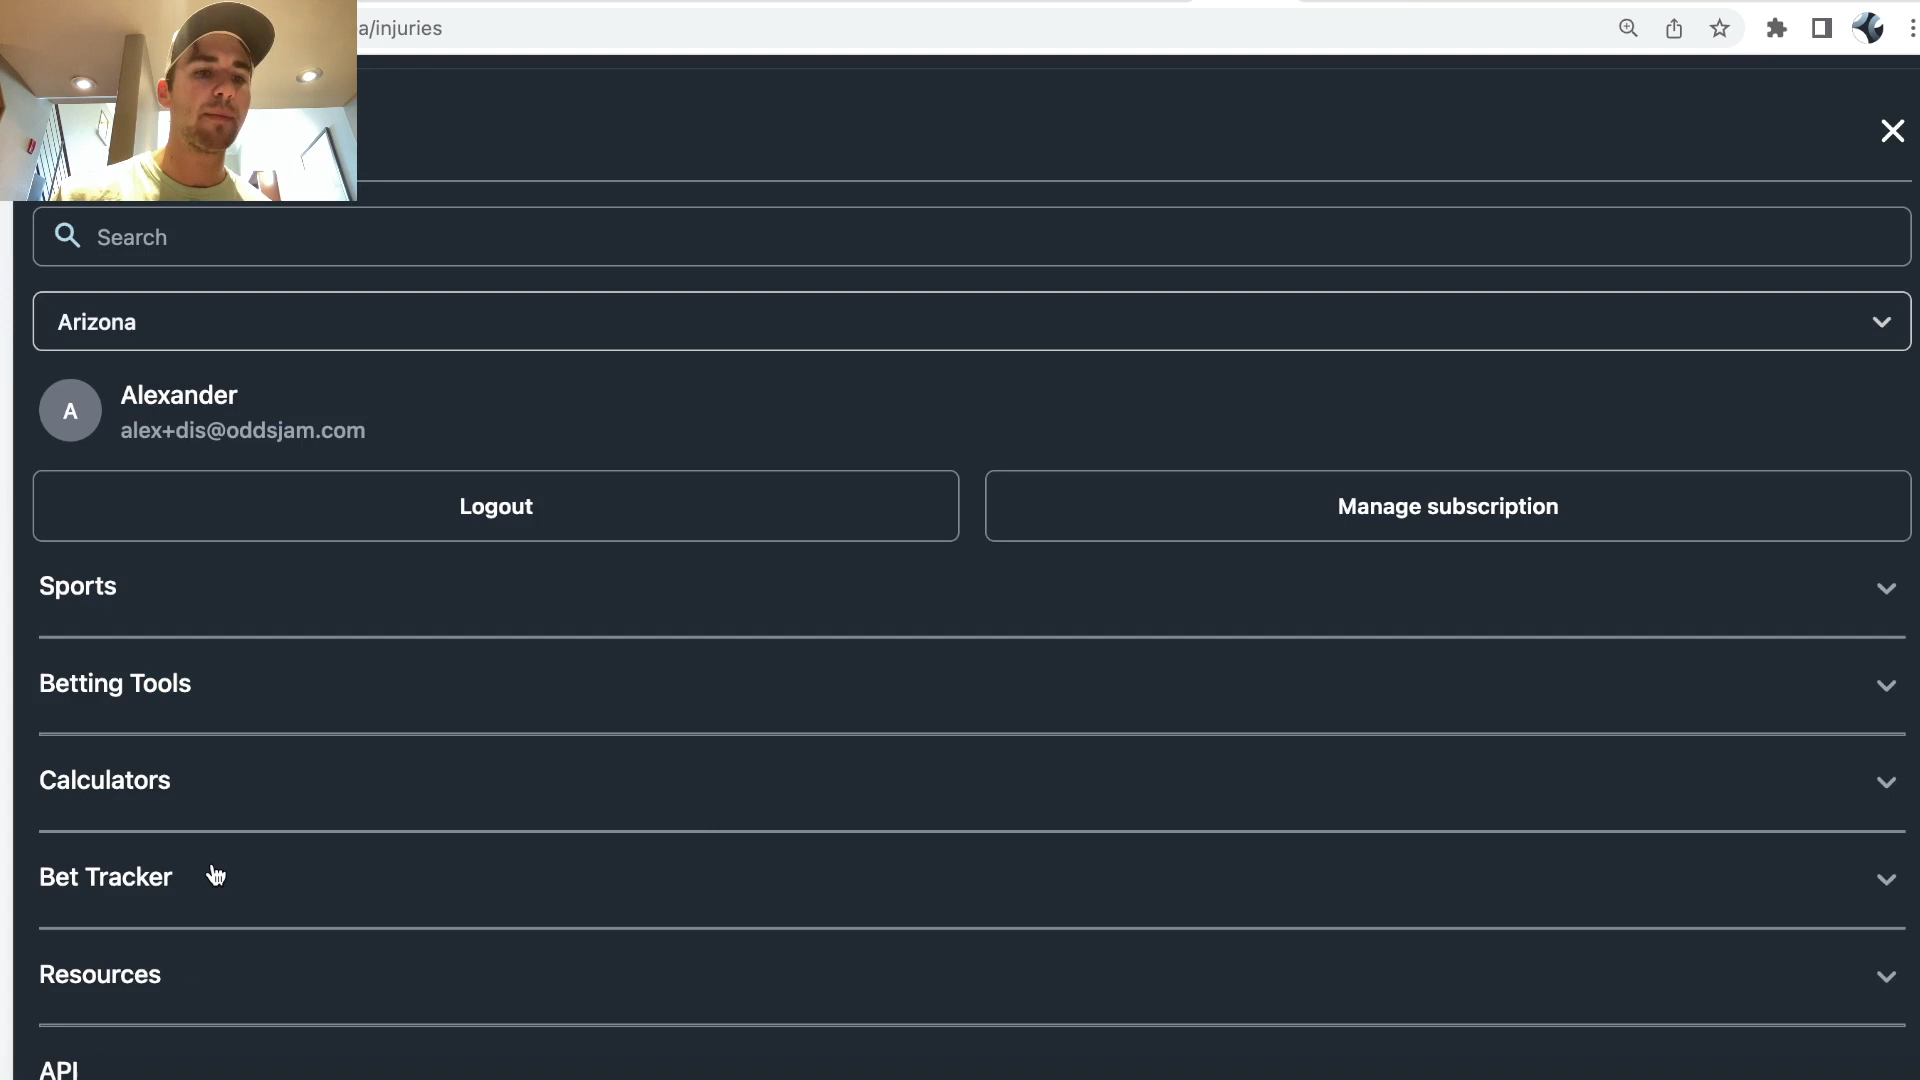 a/injuries
Search
Arizona
A
Alexander
alex+dis@oddsjam.com
Logout
Manage subscription
Sports
Betting Tools
Calculators
Bet Tracker
Resources
API